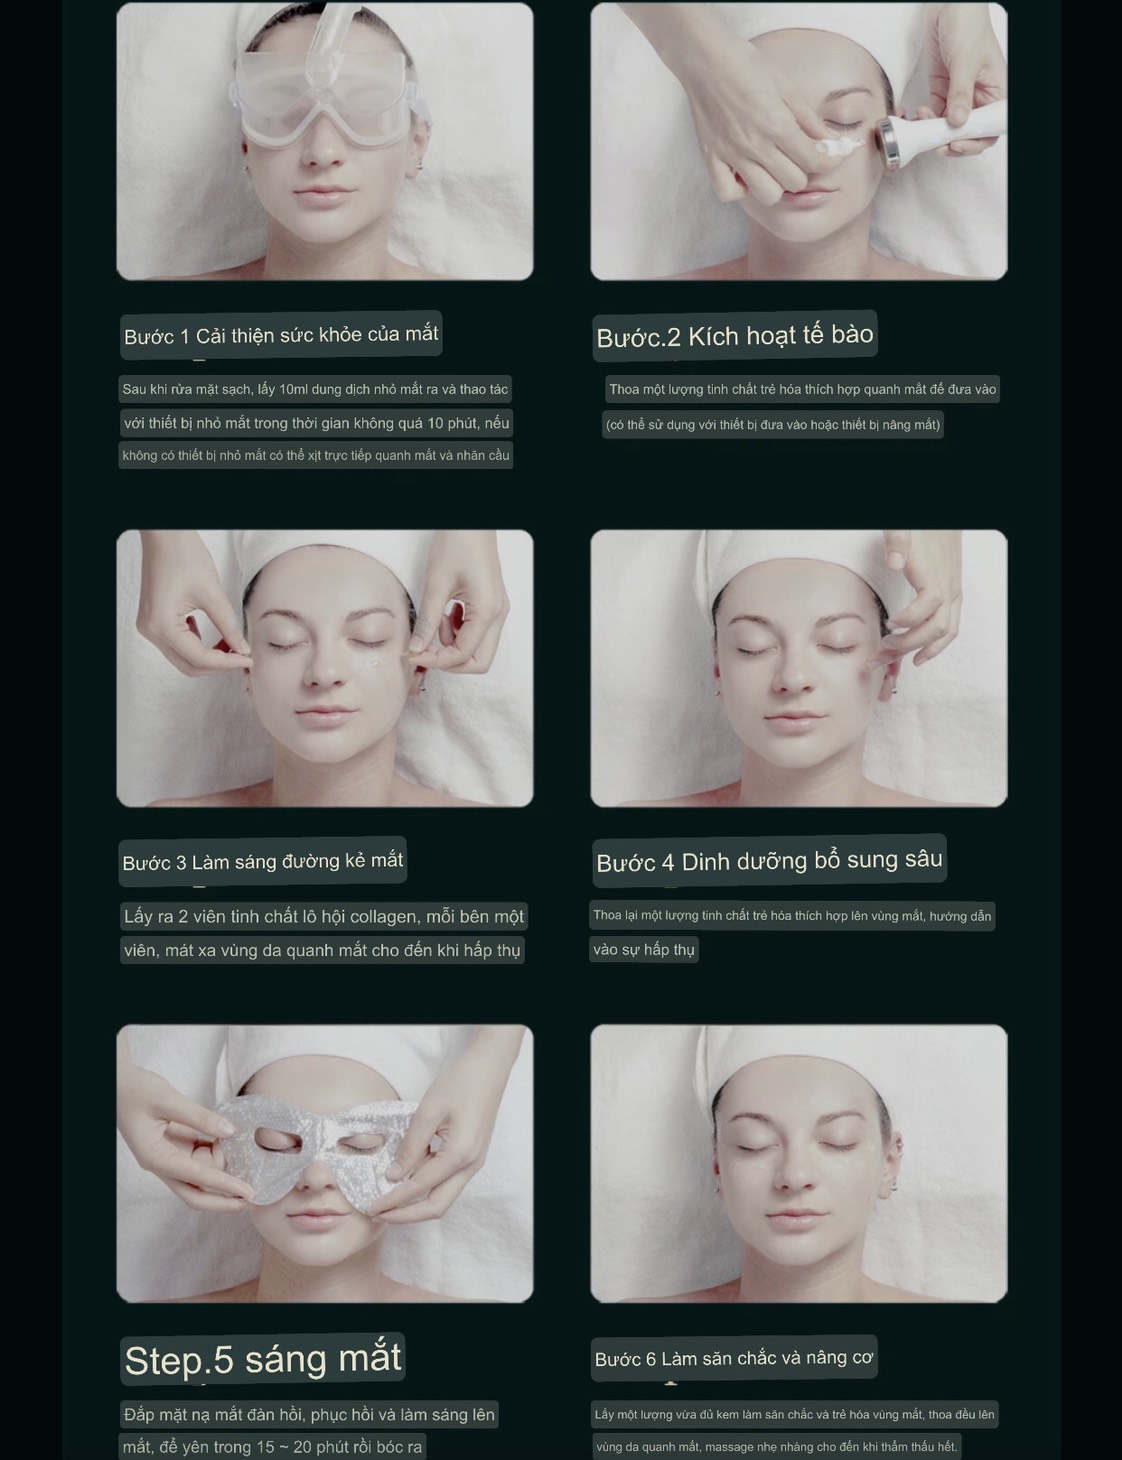 Bước 1 Cải thiện sức khỏe của mắt
Sau khi rửa mặt sạch, lấy 10ml dung dịch nhỏ mắt ra và thao tác
với thiết bị nhỏ mắt trong thời gian không quá 10 phút, nếu
không có thiết bị nhỏ mắt có thể xịt trực tiếp quanh mắt và nhãn cầu
Bước.2 Kích hoạt tế bào
Thoa một lượng tinh chất trẻ hóa thích hợp quanh mắt để đưa vào
(có thể sử dụng với thiết bị đưa vào hoặc thiết bị nâng mắt)
Bước 3 Làm sáng đường kẻ mắt
Lấy ra 2 viên tinh chất lô hội collagen, mỗi bên một
viên, mát xa vùng da quanh mắt cho đến khi hấp thụ
Bước 4 Dinh dưỡng bổ sung sâu
Thoa lại một lượng tinh chất trẻ hóa thích hợp lên vùng mắt, hướng dẫn
vào sự hấp thụ
Step.5 sáng mắt
Đắp mặt nạ mắt đàn hồi, phục hồi và làm sáng lên
mắt, để yên trong 15 ~ 20 phút rồi bóc ra
Bước 6 Làm săn chắc và nâng cơ
Lấy một lượng vừa đủ kem làm săn chắc và trẻ hóa vùng mắt, thoa đều lên
vùng da quanh mắt, massage nhẹ nhàng cho đến khi thẩm thấu hết.